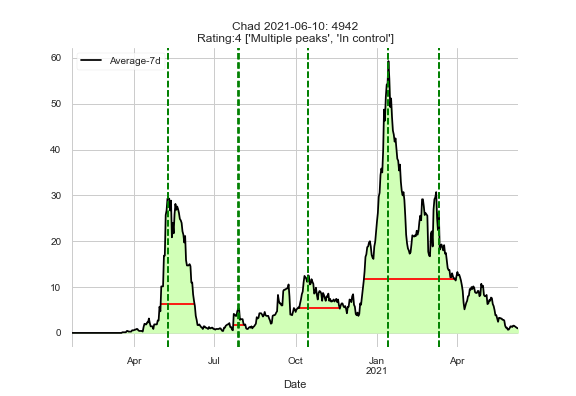 Chad 2021-06-10: 4942
Rating:4 ['Multiple peaks', 'In control']
Average-7d
60
50
40
30
20
10
0
Apr
Jul
Oct
Jan
2021
Apr
Date